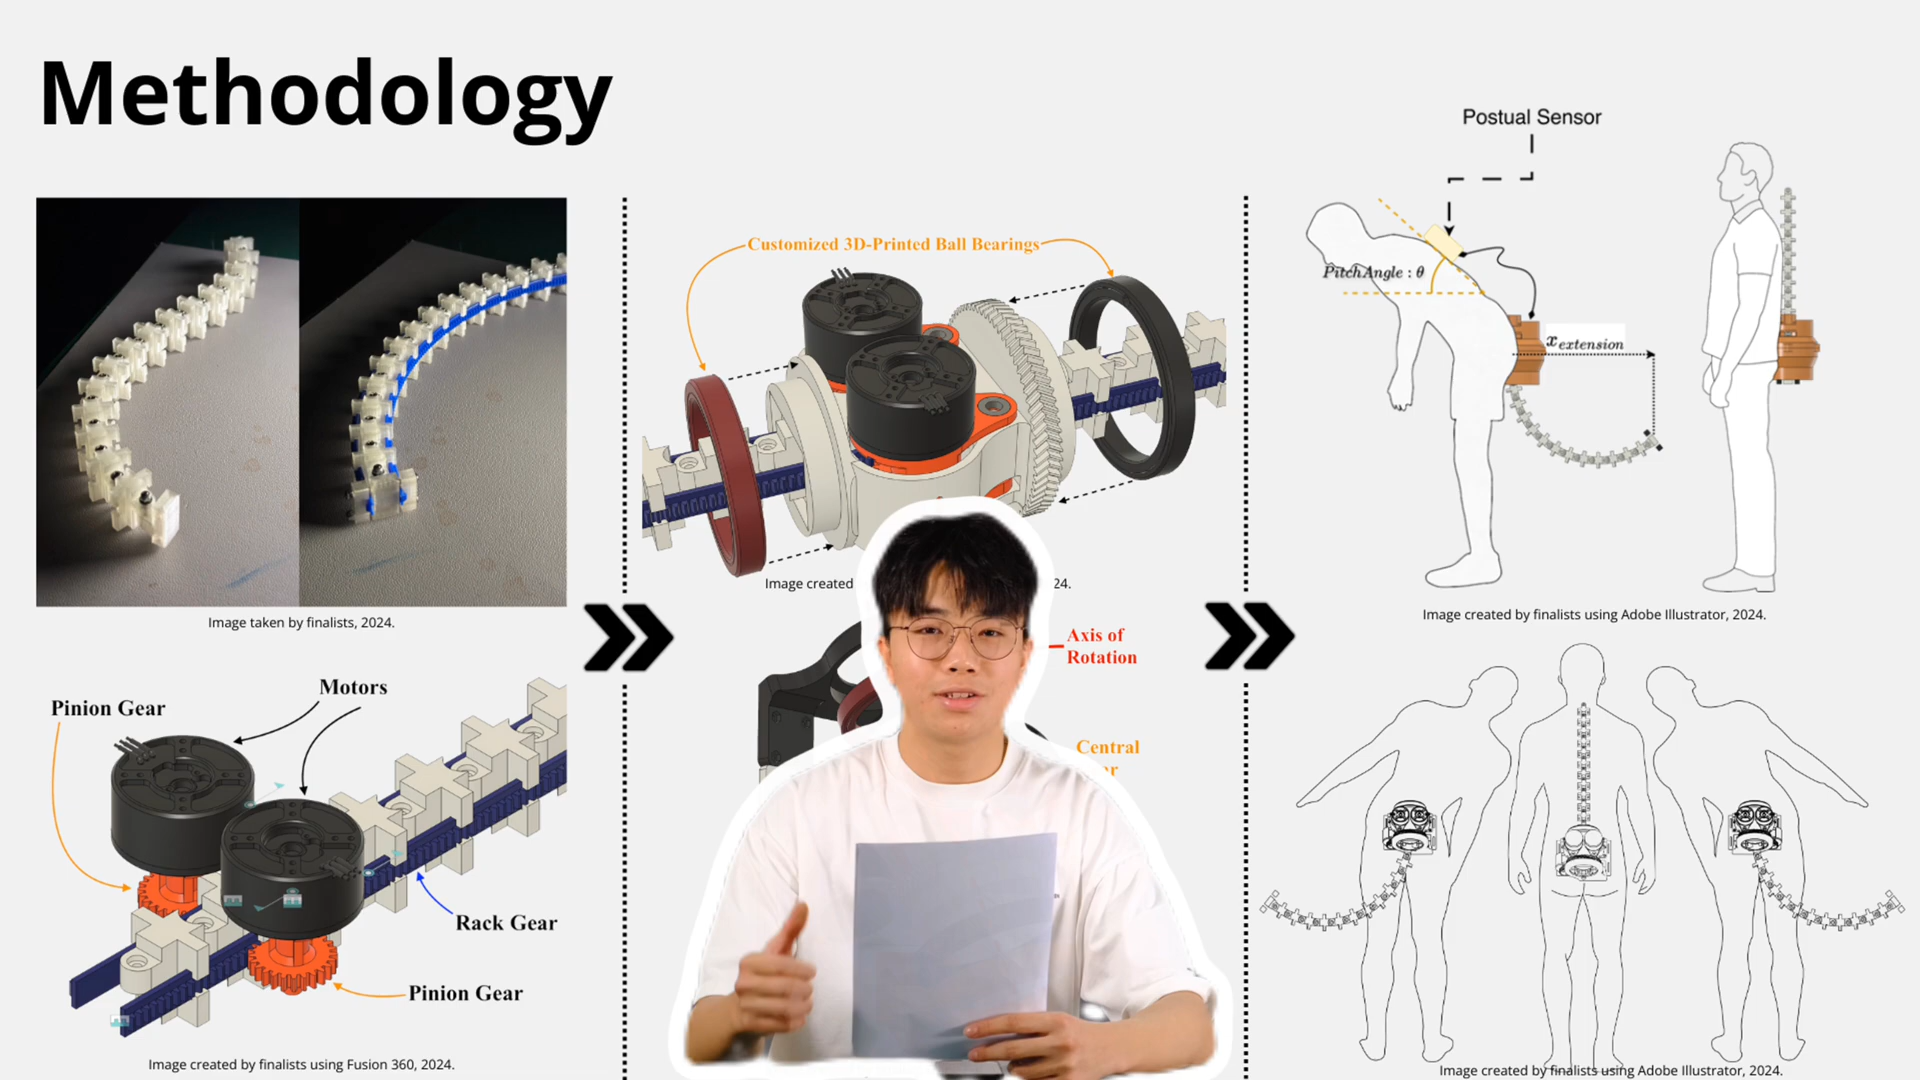 Methodology
Image taken by finalists, 2024.
Pinion Gear
Motors
Rack Gear
Pinion Gear
Image created by finalists using Fusion 360, 2024.
Customized 3D-Printed Ball Bearings
Image created
24.
Axis of
Rotation
Central
Postual Sensor
PitchAngle : θ
x extension
Image created by finalists using Adobe Illustrator, 2024.
Image created by finalists using Adobe Illustrator, 2024.